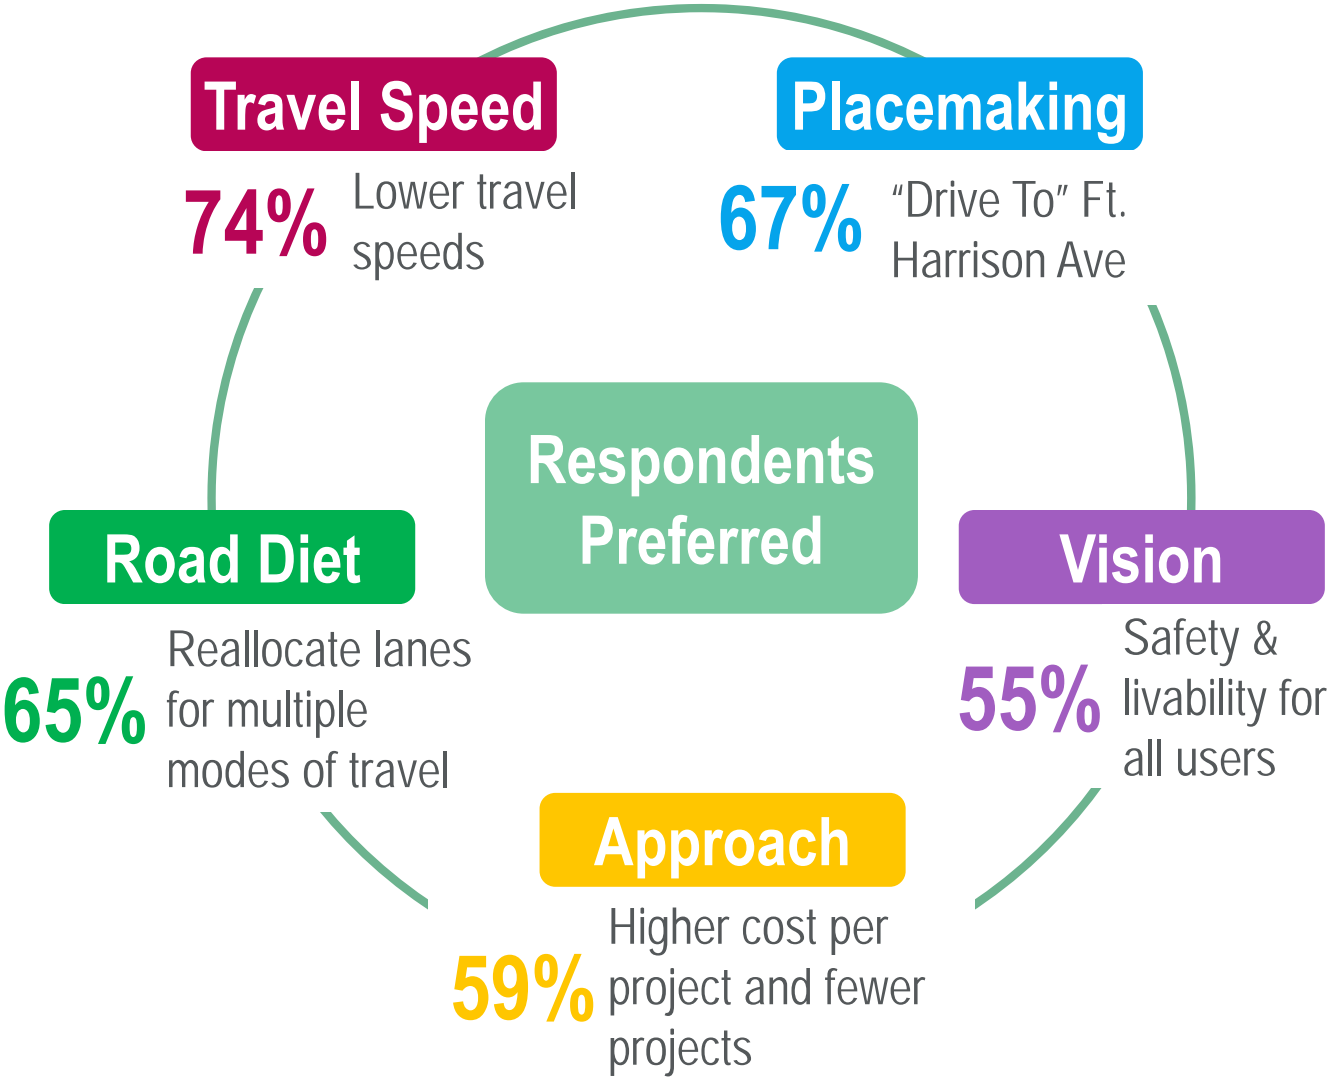 Travel Speed
74%
Lower travel
speeds
Placemaking
67%
“Drive To” Ft.
Harrison Ave
Respondents
Preferred
Road Diet
65%
Reallocate lanes
for multiple
modes of travel
Vision
55%
Safety &
livability for
all users
Approach
59%
Higher cost per
project and fewer
projects